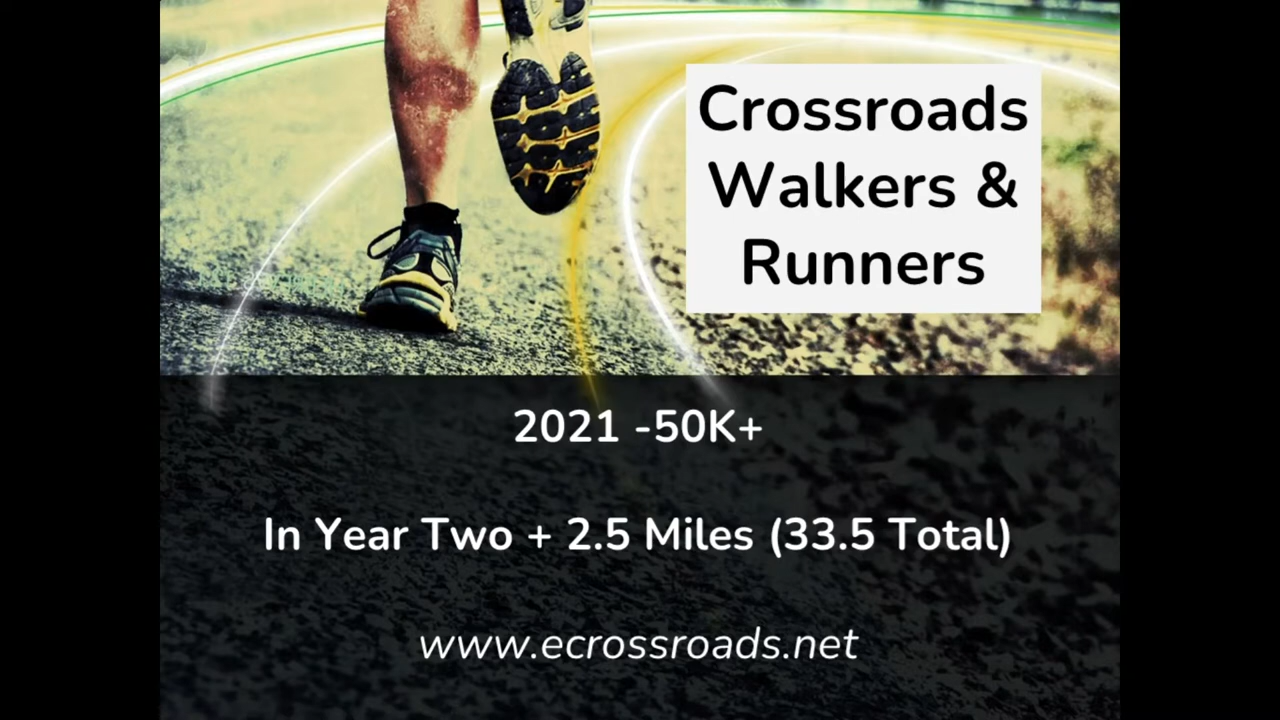 Crossroads
Walkers &
Runners
2021 -50K+
In Year Two + 2.5 Miles (33.5 Total)
www.ecrossroads.net